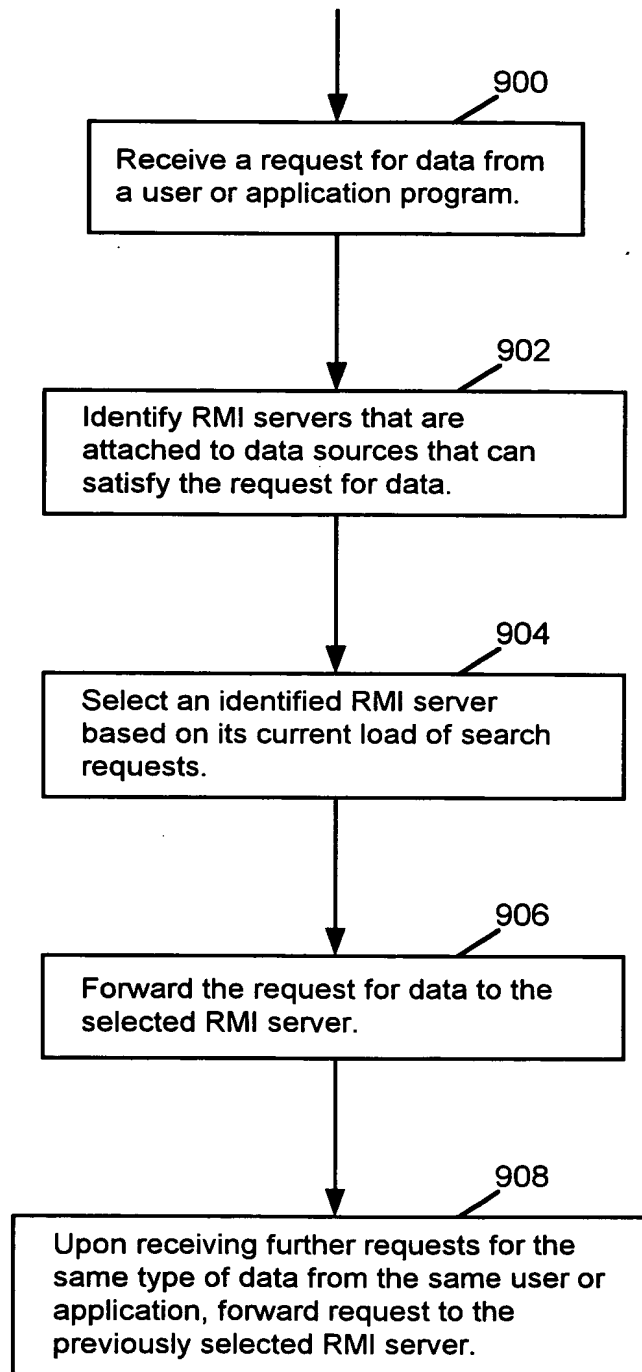 900
Receive a request for data from
a user or application program.
902
Identify RMI servers that are
attached to data sources that can
satisfy the request for data.
904
Select an identified RMI server
based on its current load of search
requests.
906
Forward the request for data to the
selected RMI server.
908
Upon receiving further requests for the
same type of data from the same user or
application, forward request to the
previously selected RMI server.